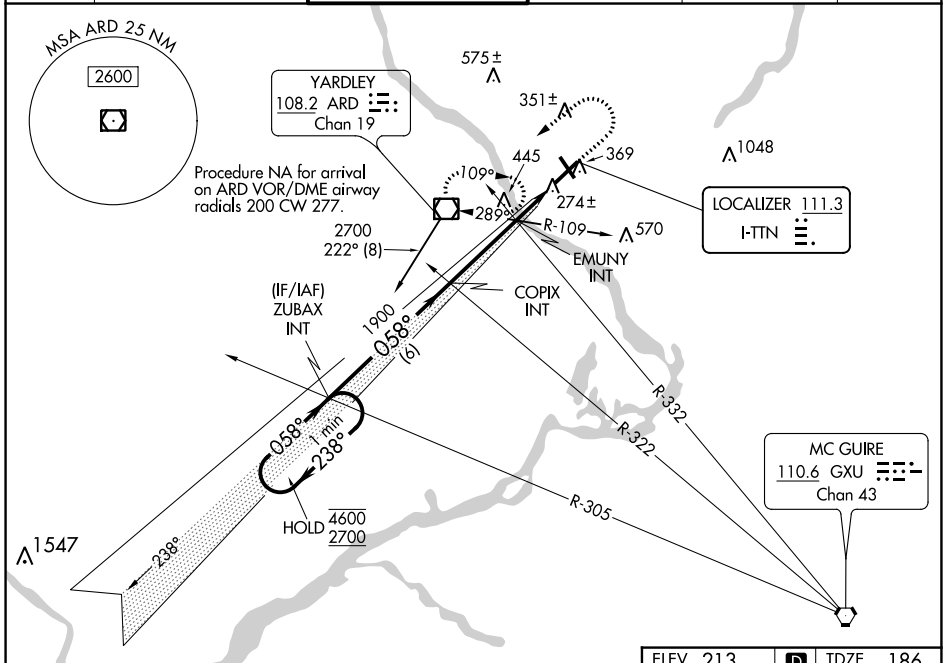 MSA ARD 25 NM
2600
YARDLEY
108.2 ARD
Chan 19
575±
351±
Procedure NA for arrival
on ARD VOR/DME airway
radials 200 CW 277.
109°
445
369
1048
289°
274±
R-109
570
LOCALIZER 111.3
I-TTN
2700
222° (8)
EMUNY
INT
(IF/IAF)
ZUBAX
INT
1900
058°
(6)
COPIX
INT
R-332
R-322
058°
1 min
238°
R-305
MC GUIRE
110.6 GXU
Chan 43
HOLD 4600
2700
1547
238°
ELEV 213
D
TDZE 186